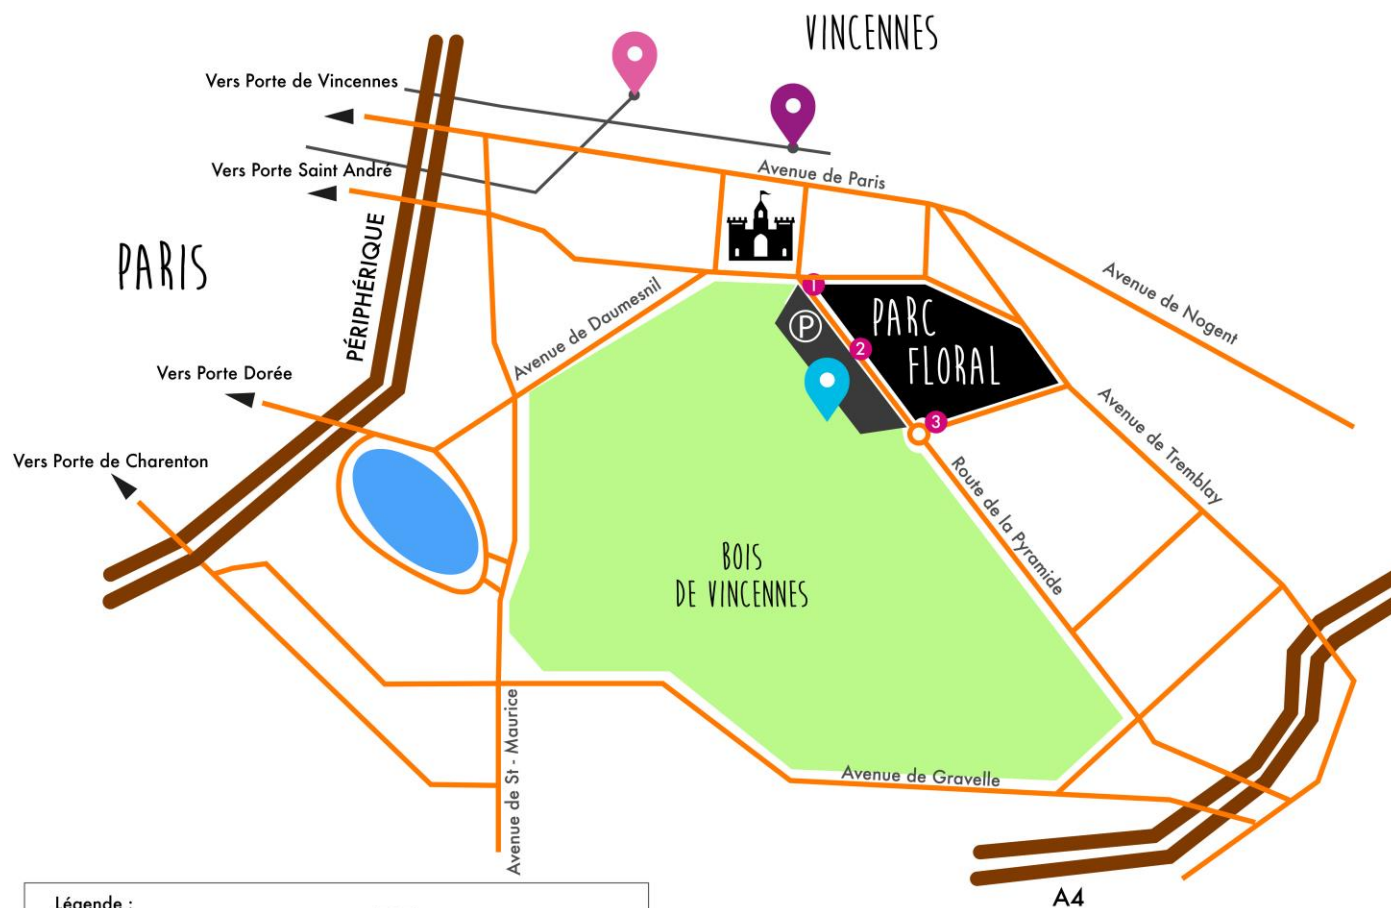 VINCENNES
Vers Porte de Vincennes
Avenue de Paris
Vers Porte Saint André
PÉRIPHÉRIQUE
PARIS
Avenue de Daumesnil
Avenue de Nogent
1
P
2
PARC
FLORAL
3
Vers Porte Dorée
Avenue de Tremblay
Vers Porte de Charenton
Route de la Pyramide
BOIS
DE VINCENNES
Avenue de St - Maurice
Avenue de Gravelle
A4
Légende :